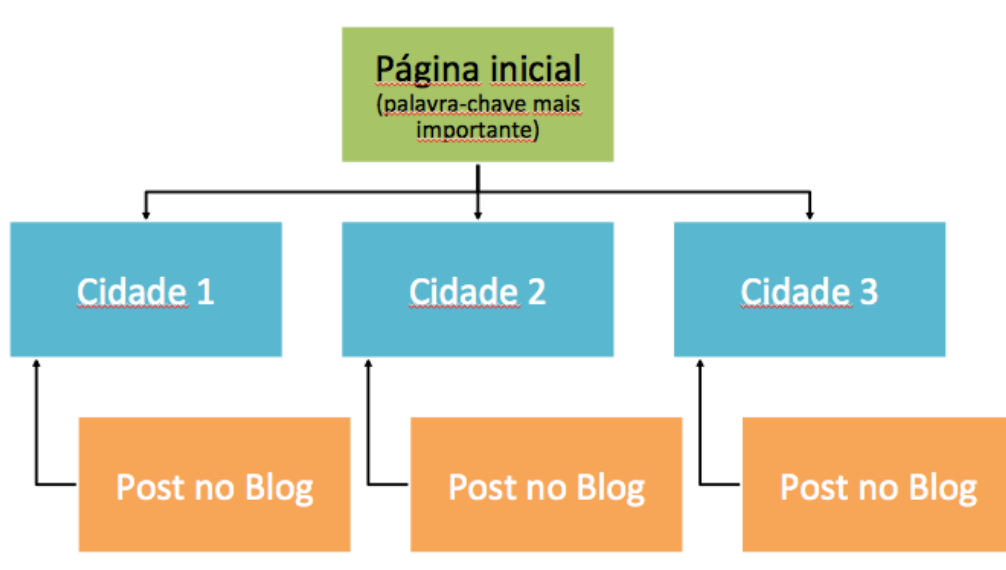 Página inicial
(palavra-chave mais
importante)
Cidade 1
Cidade 2
Cidade 3
Post no Blog
Post no Blog
Post no Blog